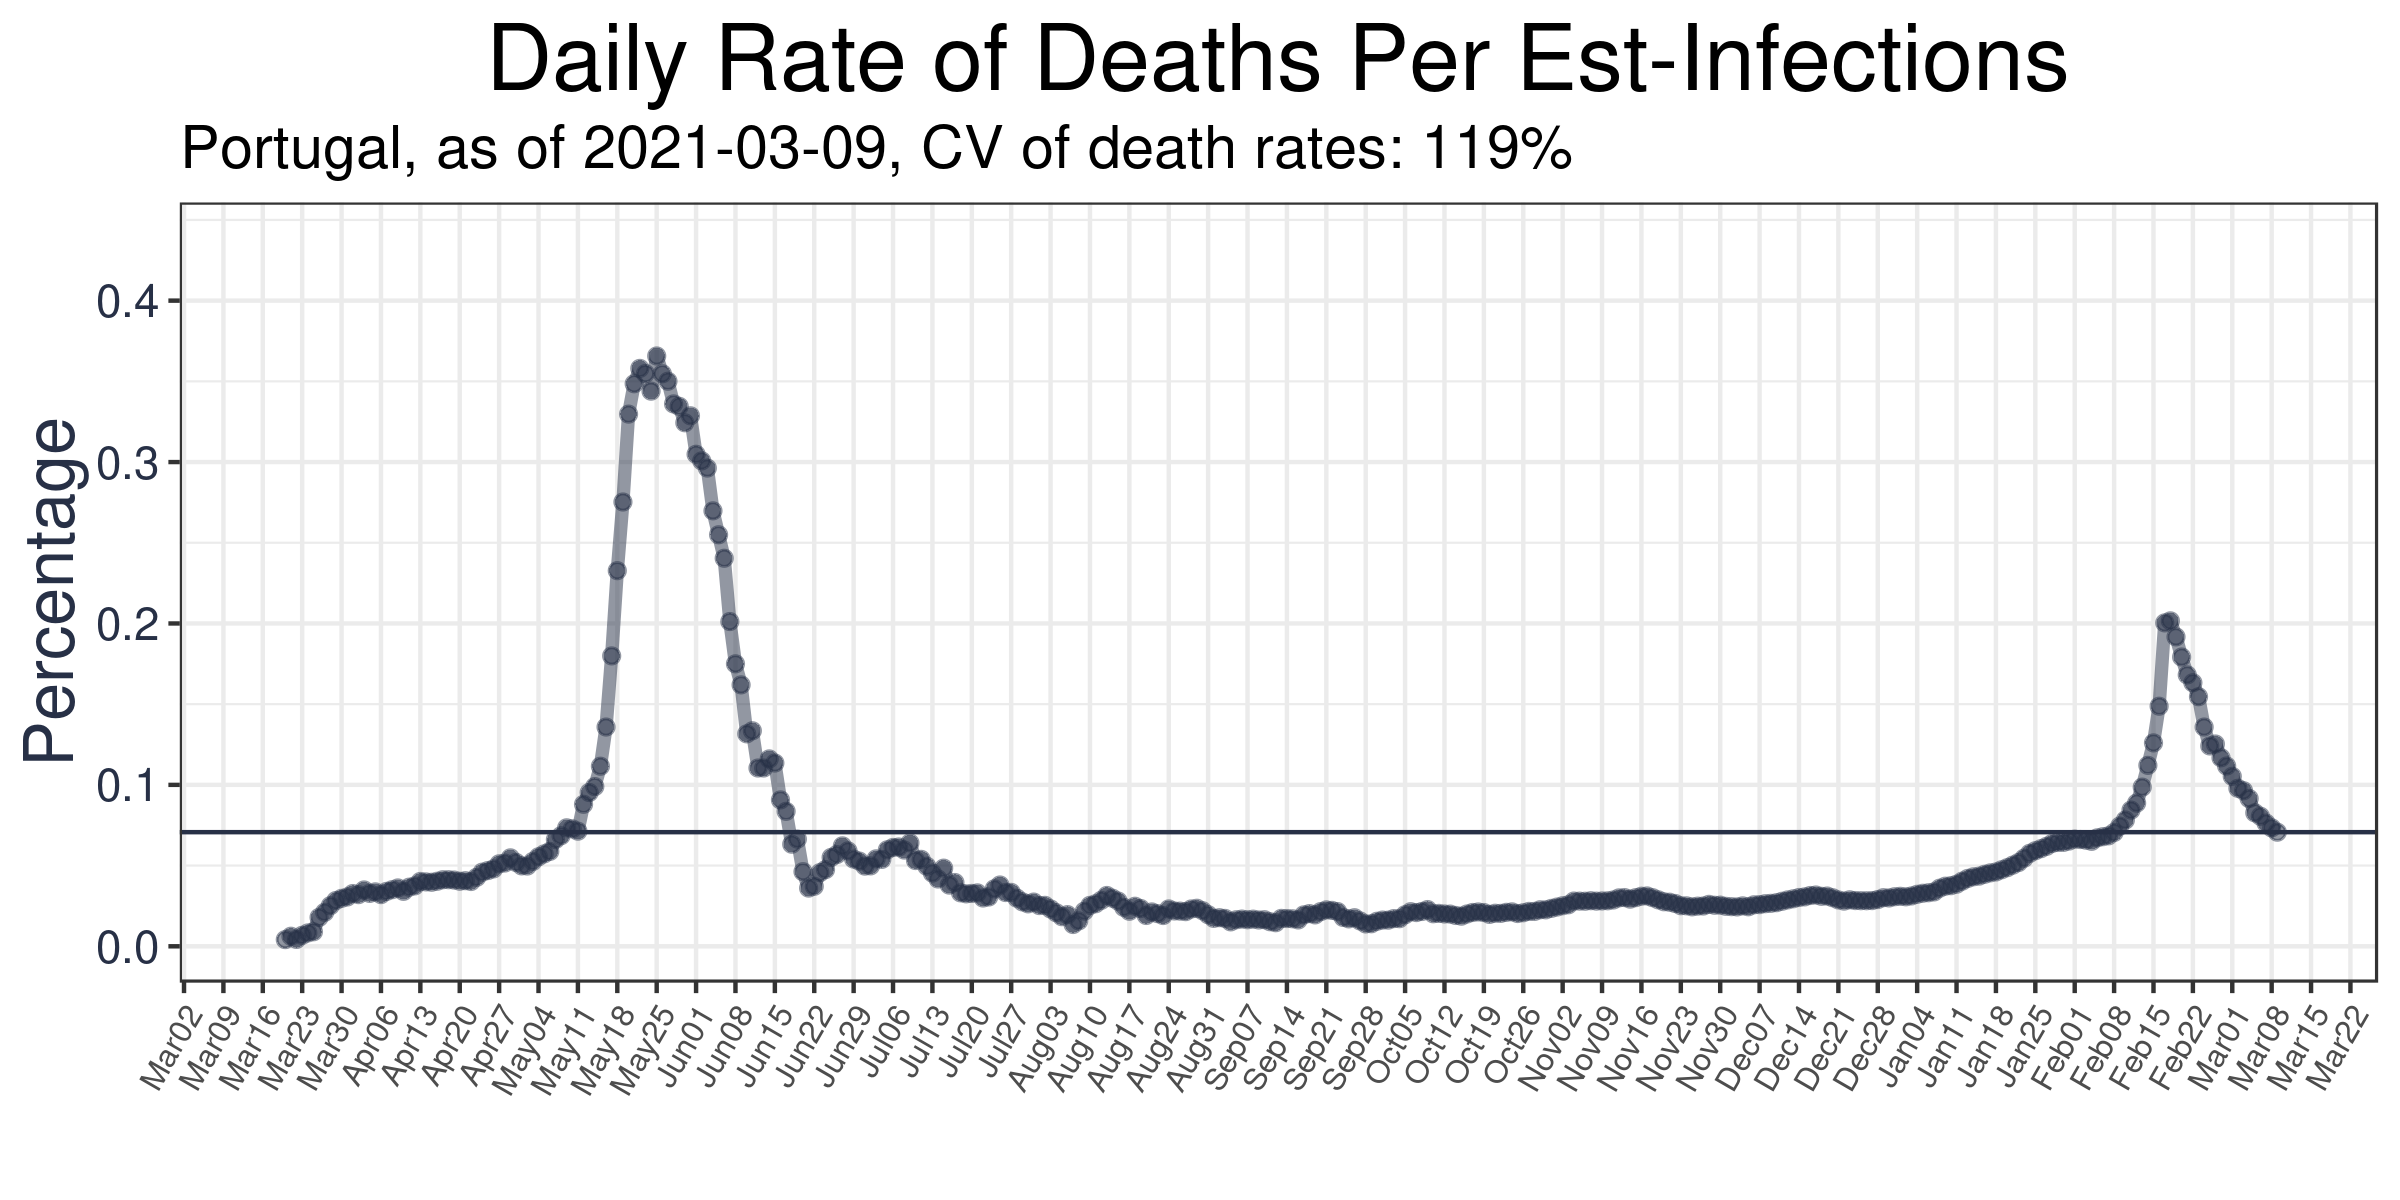 Daily Rate of Deaths Per Est-Infections
Portugal, as of 2021-03-09, CV of death rates: 119%
Percentage
0.4
0.3
0.2
0.1
0.0
Mar02
Mar09
Mar16
Mar23
Mar30
Apr06
Apr13
Apr20
Apr27
May04
May11
May18
May25
Jun01
Jun08
Jun15
Jun22
Jun29
Jul06
Jul13
Jul20
Jul27
Aug03
Aug10
Aug17
Aug24
Aug31
Sep07
Sep14
Sep21
Sep28
Oct05
Oct12
Oct19
Oct26
Nov02
Nov09
Nov16
Nov23
Nov30
Dec07
Dec14
Dec21
Dec28
Jan04
Jan11
Jan18
Jan25
Feb01
Feb08
Feb15
Feb22
Mar01
Mar08
Mar15
Mar22